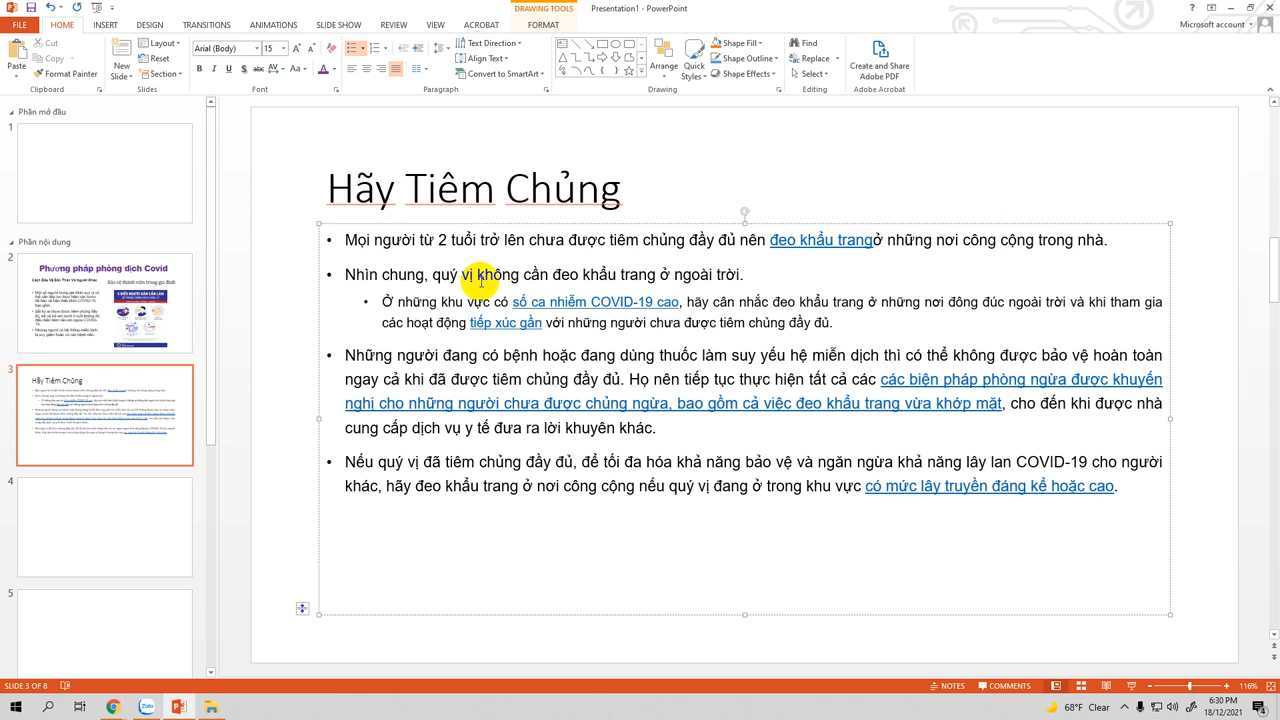 Presentation1 - PowerPoint
DRAWING TOOLS
FILE HOME INSERT DESIGN TRANSITIONS ANIMATIONS SLIDE SHOW REVIEW VIEW ACROBAT FORMAT
Microsoft account
Paste
Cut
Copy
Format Painter
Clipboard
New Slide
Layout
Reset
Section
Slides
Arial (Body) 15
Font
Text Direction
Align Text
Convert to SmartArt
Paragraph
Arrange
Quick Styles
Shape Fill
Shape Outline
Shape Effects
Drawing
Find
Replace
Select
Editing
Create and Share Adobe PDF
Adobe Acrobat
Phần mở đầu
1
Phần nội dung
2
Phương pháp phòng dịch Covid
3
Hãy Tiêm Chủng
4
5
Hãy Tiêm Chủng
• Mọi người từ 2 tuổi trở lên chưa được tiêm chủng đầy đủ nên đeo khẩu trangở những nơi công cộng trong nhà.
• Nhìn chung, quý vị không cần đeo khẩu trang ở ngoài trời.
• Ở những khu vực có số ca nhiễm COVID-19 cao, hãy cân nhắc đeo khẩu trang ở những nơi đông đúc ngoài trời và khi tham gia
các hoạt động tiếp xúc gần với những người chưa được tiêm chủng đầy đủ.
• Những người đang có bệnh hoặc đang dùng thuốc làm suy yếu hệ miễn dịch thì có thể không được bảo vệ hoàn toàn
ngay cả khi đã được tiêm chủng đầy đủ. Họ nên tiếp tục thực hiện tất cả các các biện pháp phòng ngừa được khuyến
nghị cho những người chưa được chủng ngừa, bao gồm cả việc đeo khẩu trang vừa khớp mặt, cho đến khi được nhà
cung cấp dịch vụ y tế đưa ra lời khuyên khác.
• Nếu quý vị đã tiêm chủng đầy đủ, để tối đa hóa khả năng bảo vệ và ngăn ngừa khả năng lây lan COVID-19 cho người
khác, hãy đeo khẩu trang ở nơi công cộng nếu quý vị đang ở trong khu vực có mức lây truyền đáng kể hoặc cao.
SLIDE 3 OF 8
NOTES COMMENTS 116%
Zalo
68°F Clear
6:30 PM
18/12/2021